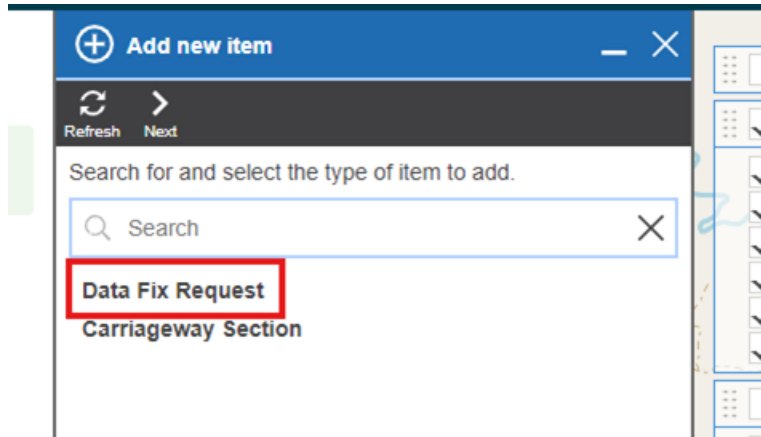 Add new item
Refresh Next
Search for and select the type of item to add.
Search
Data Fix Request
Carriageway Section